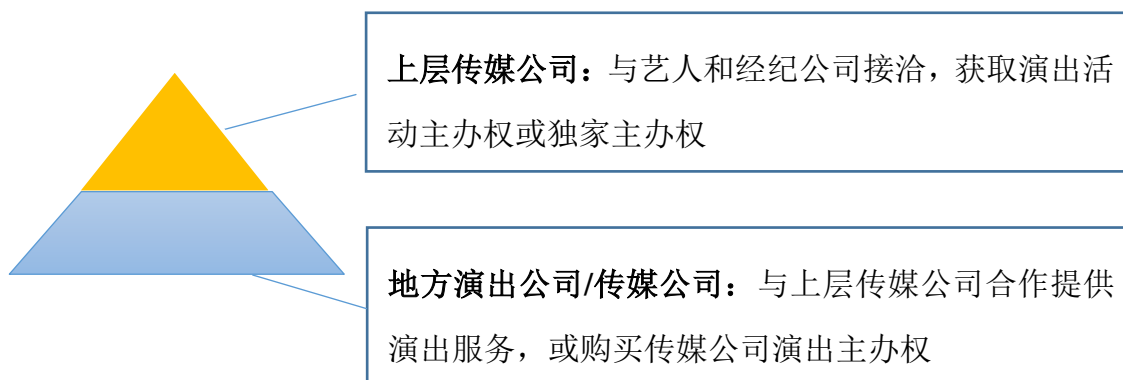 上层传媒公司：与艺人和经纪公司接洽，获取演出活
动主办权或独家主办权
地方演出公司/传媒公司：与上层传媒公司合作提供
演出服务，或购买传媒公司演出主办权